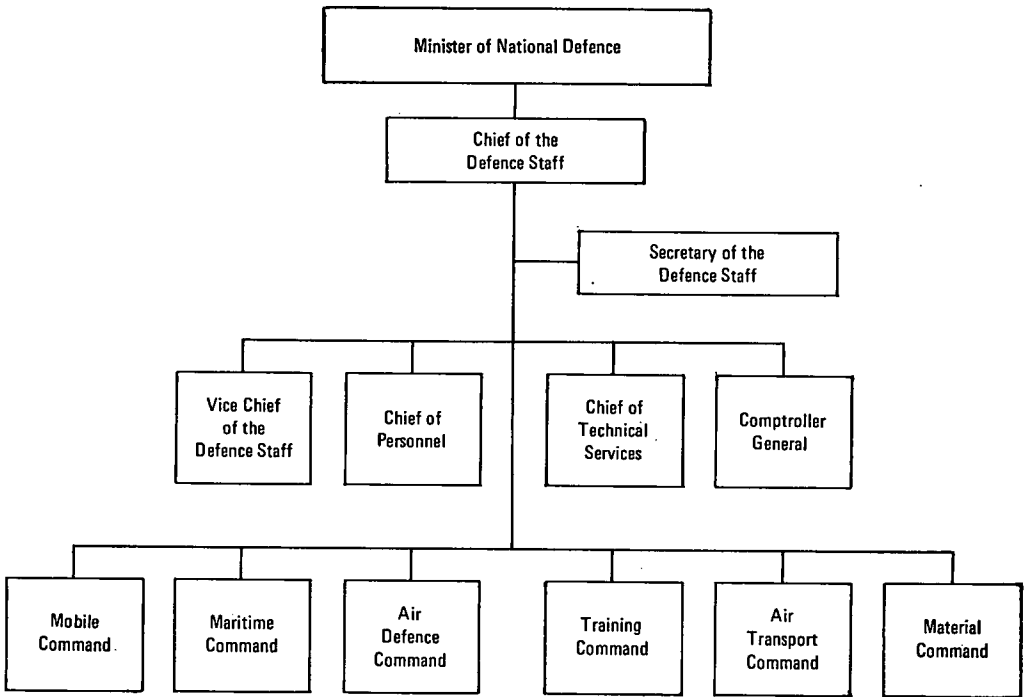 Minister of National Defence
Chief of the
Defence Staff
Secretary of the
Defence Staff
Vice Chief
of the
Defence Staff
Chief of
Personnel
Chief of
Technical
Services
Comptroller
General
Mobile
Command
Maritime
Command
Air
Defence
Command
Training
Command
Air
Transport
Command
Material
Command